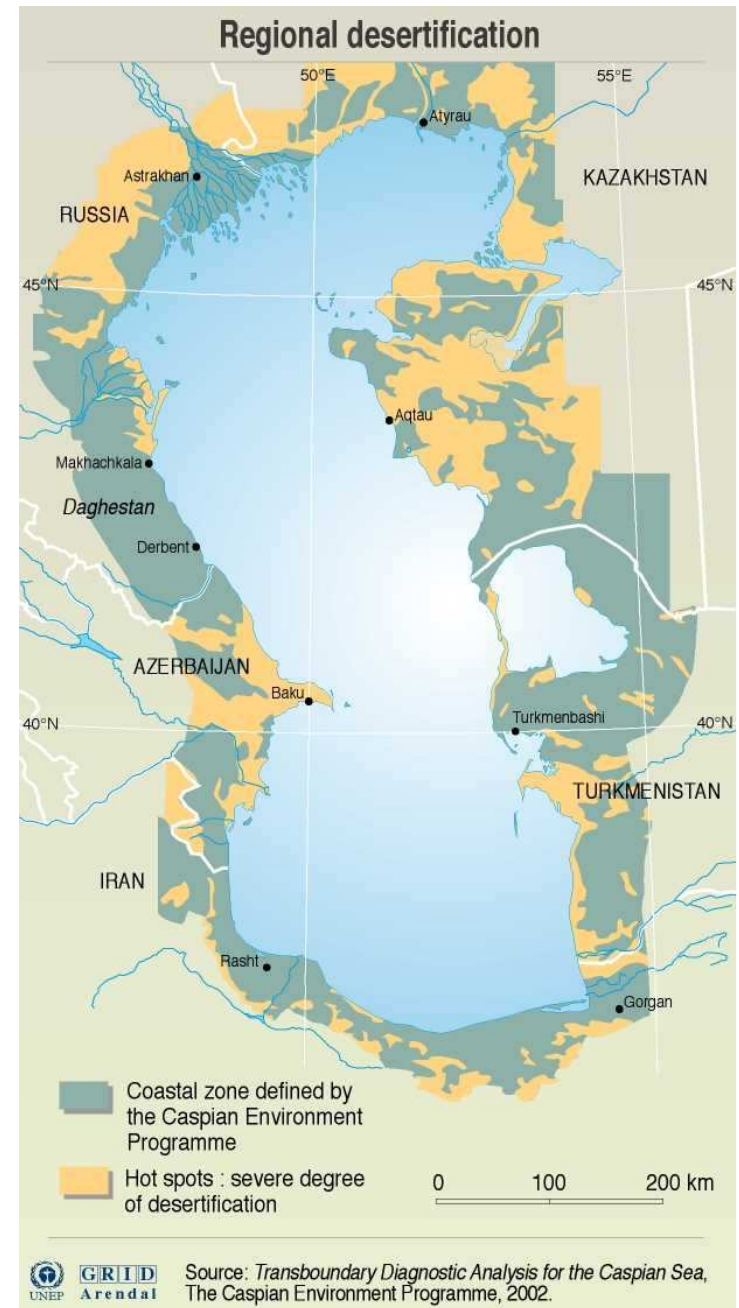 Regional desertification
50°E
55°E
Atyrau
Astrakhan
KAZAKHSTAN
RUSSIA
45°N
45°N
Aqtau
Makhachkala
Daghestan
Derbent
AZERBAIJAN
Baku
40°N
Turkmenbashi
40°N
TURKMENISTAN
IRAN
Rasht
Gorgan
Coastal zone defined by
the Caspian Environment
Programme
Hot spots : severe degree
of desertification
0 100 200 km
UNEP
GRID
Arendal
Source: Transboundary Diagnostic Analysis for the Caspian Sea,
The Caspian Environment Programme, 2002.